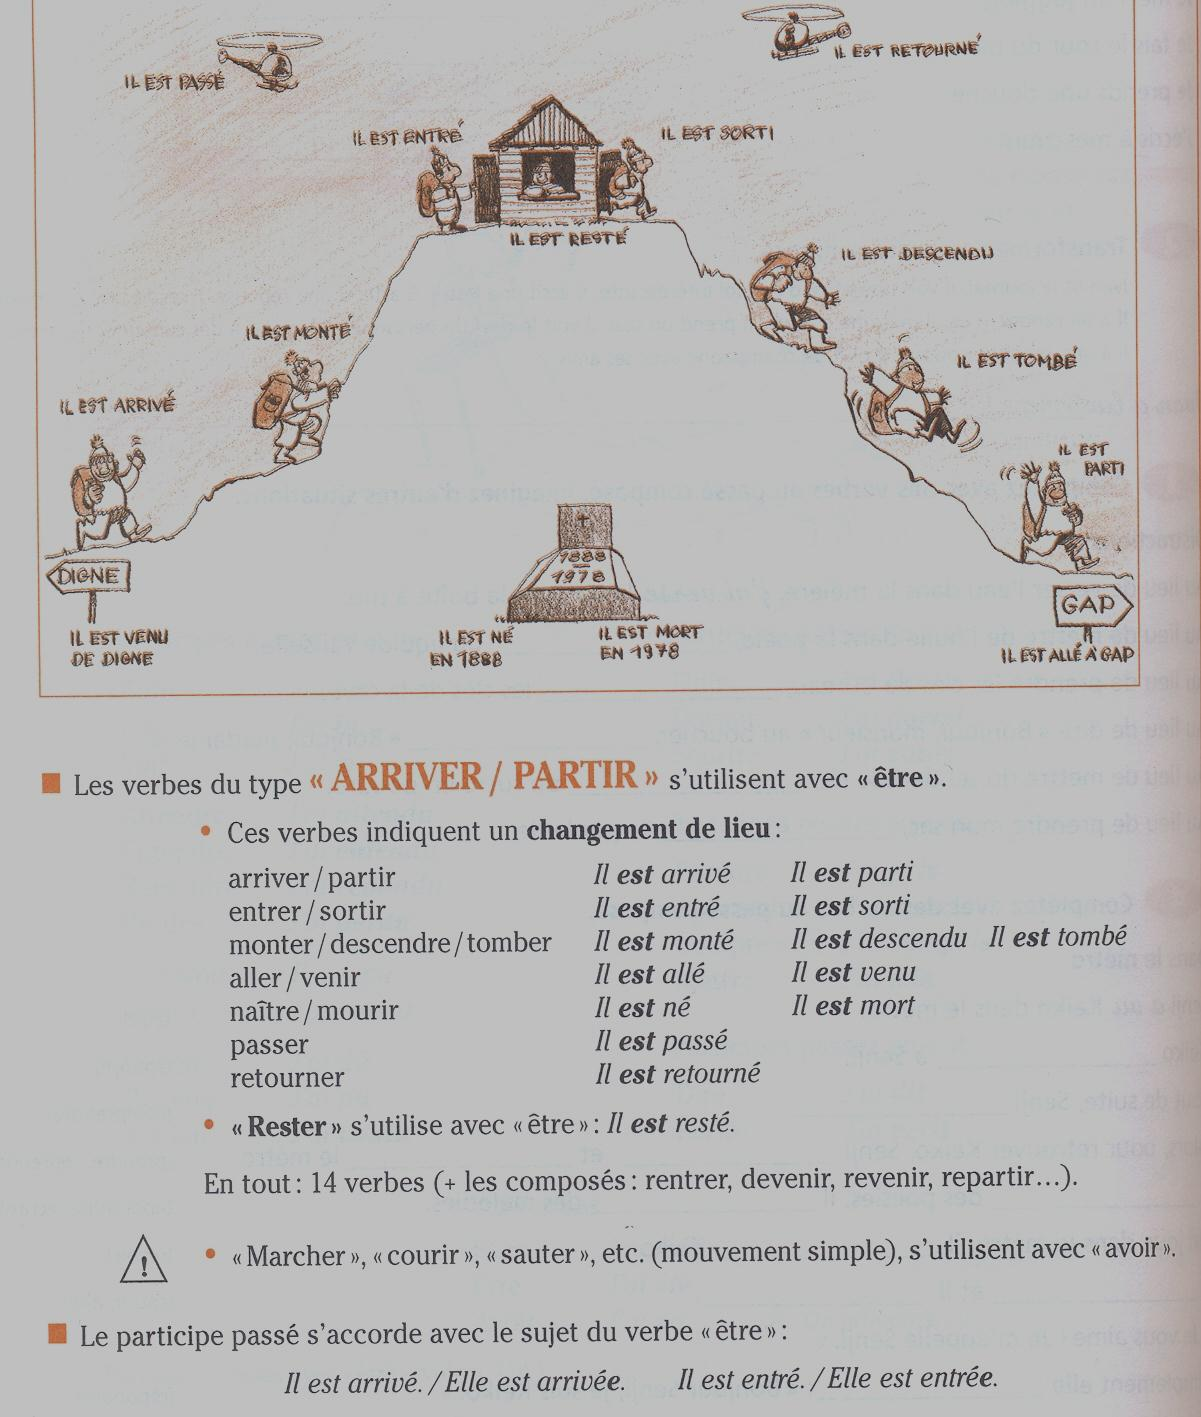 IL EST PASSÉ
IL EST RETOURNÉ
IL EST ENTRÉ
IL EST SORTI
IL EST RESTÉ
IL EST DESCENDU
IL EST MONTÉ
IL EST TOMBÉ
IL EST ARRIVÉ
IL EST
PARTI
1888
1978
DIGNE
GAP
IL EST VENU
DE DIGNE
IL EST NÉ
EN 1888
IL EST MORT
EN 1978
IL EST ALLÉ À GAP
Les verbes du type « ARRIVER / PARTIR » s’utilisent avec « être ».
• Ces verbes indiquent un changement de lieu :
arriver / partir Il est arrivé Il est parti
entrer / sortir Il est entré Il est sorti
monter / descendre / tomber Il est monté Il est descendu Il est tombé
aller / venir Il est allé Il est venu
naître / mourir Il est né Il est mort
passer Il est passé
retourner Il est retourné
• « Rester » s’utilise avec « être » : Il est resté.
En tout : 14 verbes (+ les composés : rentrer, devenir, revenir, repartir…).
! • « Marcher », « courir », « sauter », etc. (mouvement simple), s’utilisent avec « avoir ».
Le participe passé s’accorde avec le sujet du verbe « être » :
Il est arrivé. / Elle est arrivée. Il est entré. / Elle est entrée.